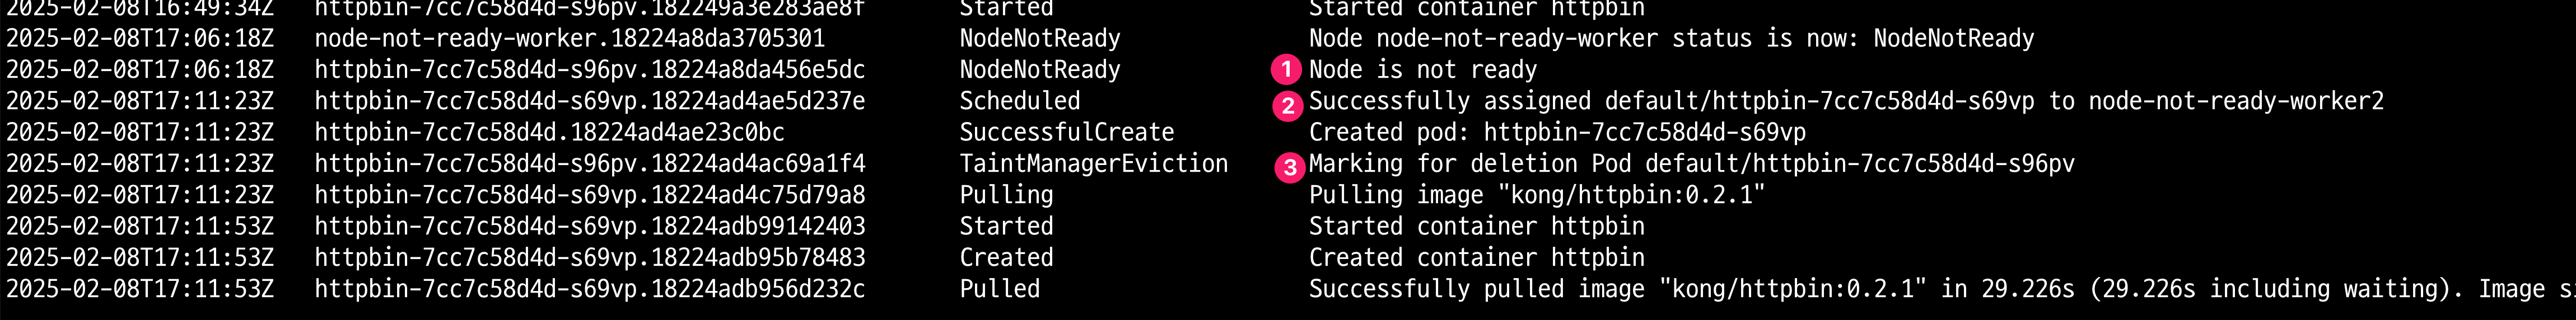 2025-02-08T16:49:34Z httpbin-7cc7c58d4d-s96pv.182249a3e283ae8f Started Started container httpbin
2025-02-08T17:06:18Z node-not-ready-worker.18224a8da3705301 NodeNotReady Node node-not-ready-worker status is now: NodeNotReady
2025-02-08T17:06:18Z httpbin-7cc7c58d4d-s96pv.18224a8da456e5dc NodeNotReady 1 Node is not ready
2025-02-08T17:11:23Z httpbin-7cc7c58d4d-s69vp.18224ad4ae5d237e Scheduled 2 Successfully assigned default/httpbin-7cc7c58d4d-s69vp to node-not-ready-worker2
2025-02-08T17:11:23Z httpbin-7cc7c58d4d.18224ad4ae23c0bc SuccessfulCreate Created pod: httpbin-7cc7c58d4d-s69vp
2025-02-08T17:11:23Z httpbin-7cc7c58d4d-s96pv.18224ad4ac69a1f4 TaintManagerEviction 3 Marking for deletion Pod default/httpbin-7cc7c58d4d-s96pv
2025-02-08T17:11:23Z httpbin-7cc7c58d4d-s69vp.18224ad4c75d79a8 Pulling Pulling image "kong/httpbin:0.2.1"
2025-02-08T17:11:53Z httpbin-7cc7c58d4d-s69vp.18224adb99142403 Started Started container httpbin
2025-02-08T17:11:53Z httpbin-7cc7c58d4d-s69vp.18224adb95b78483 Created Created container httpbin
2025-02-08T17:11:53Z httpbin-7cc7c58d4d-s69vp.18224adb956d232c Pulled Successfully pulled image "kong/httpbin:0.2.1" in 29.226s (29.226s including waiting). Image